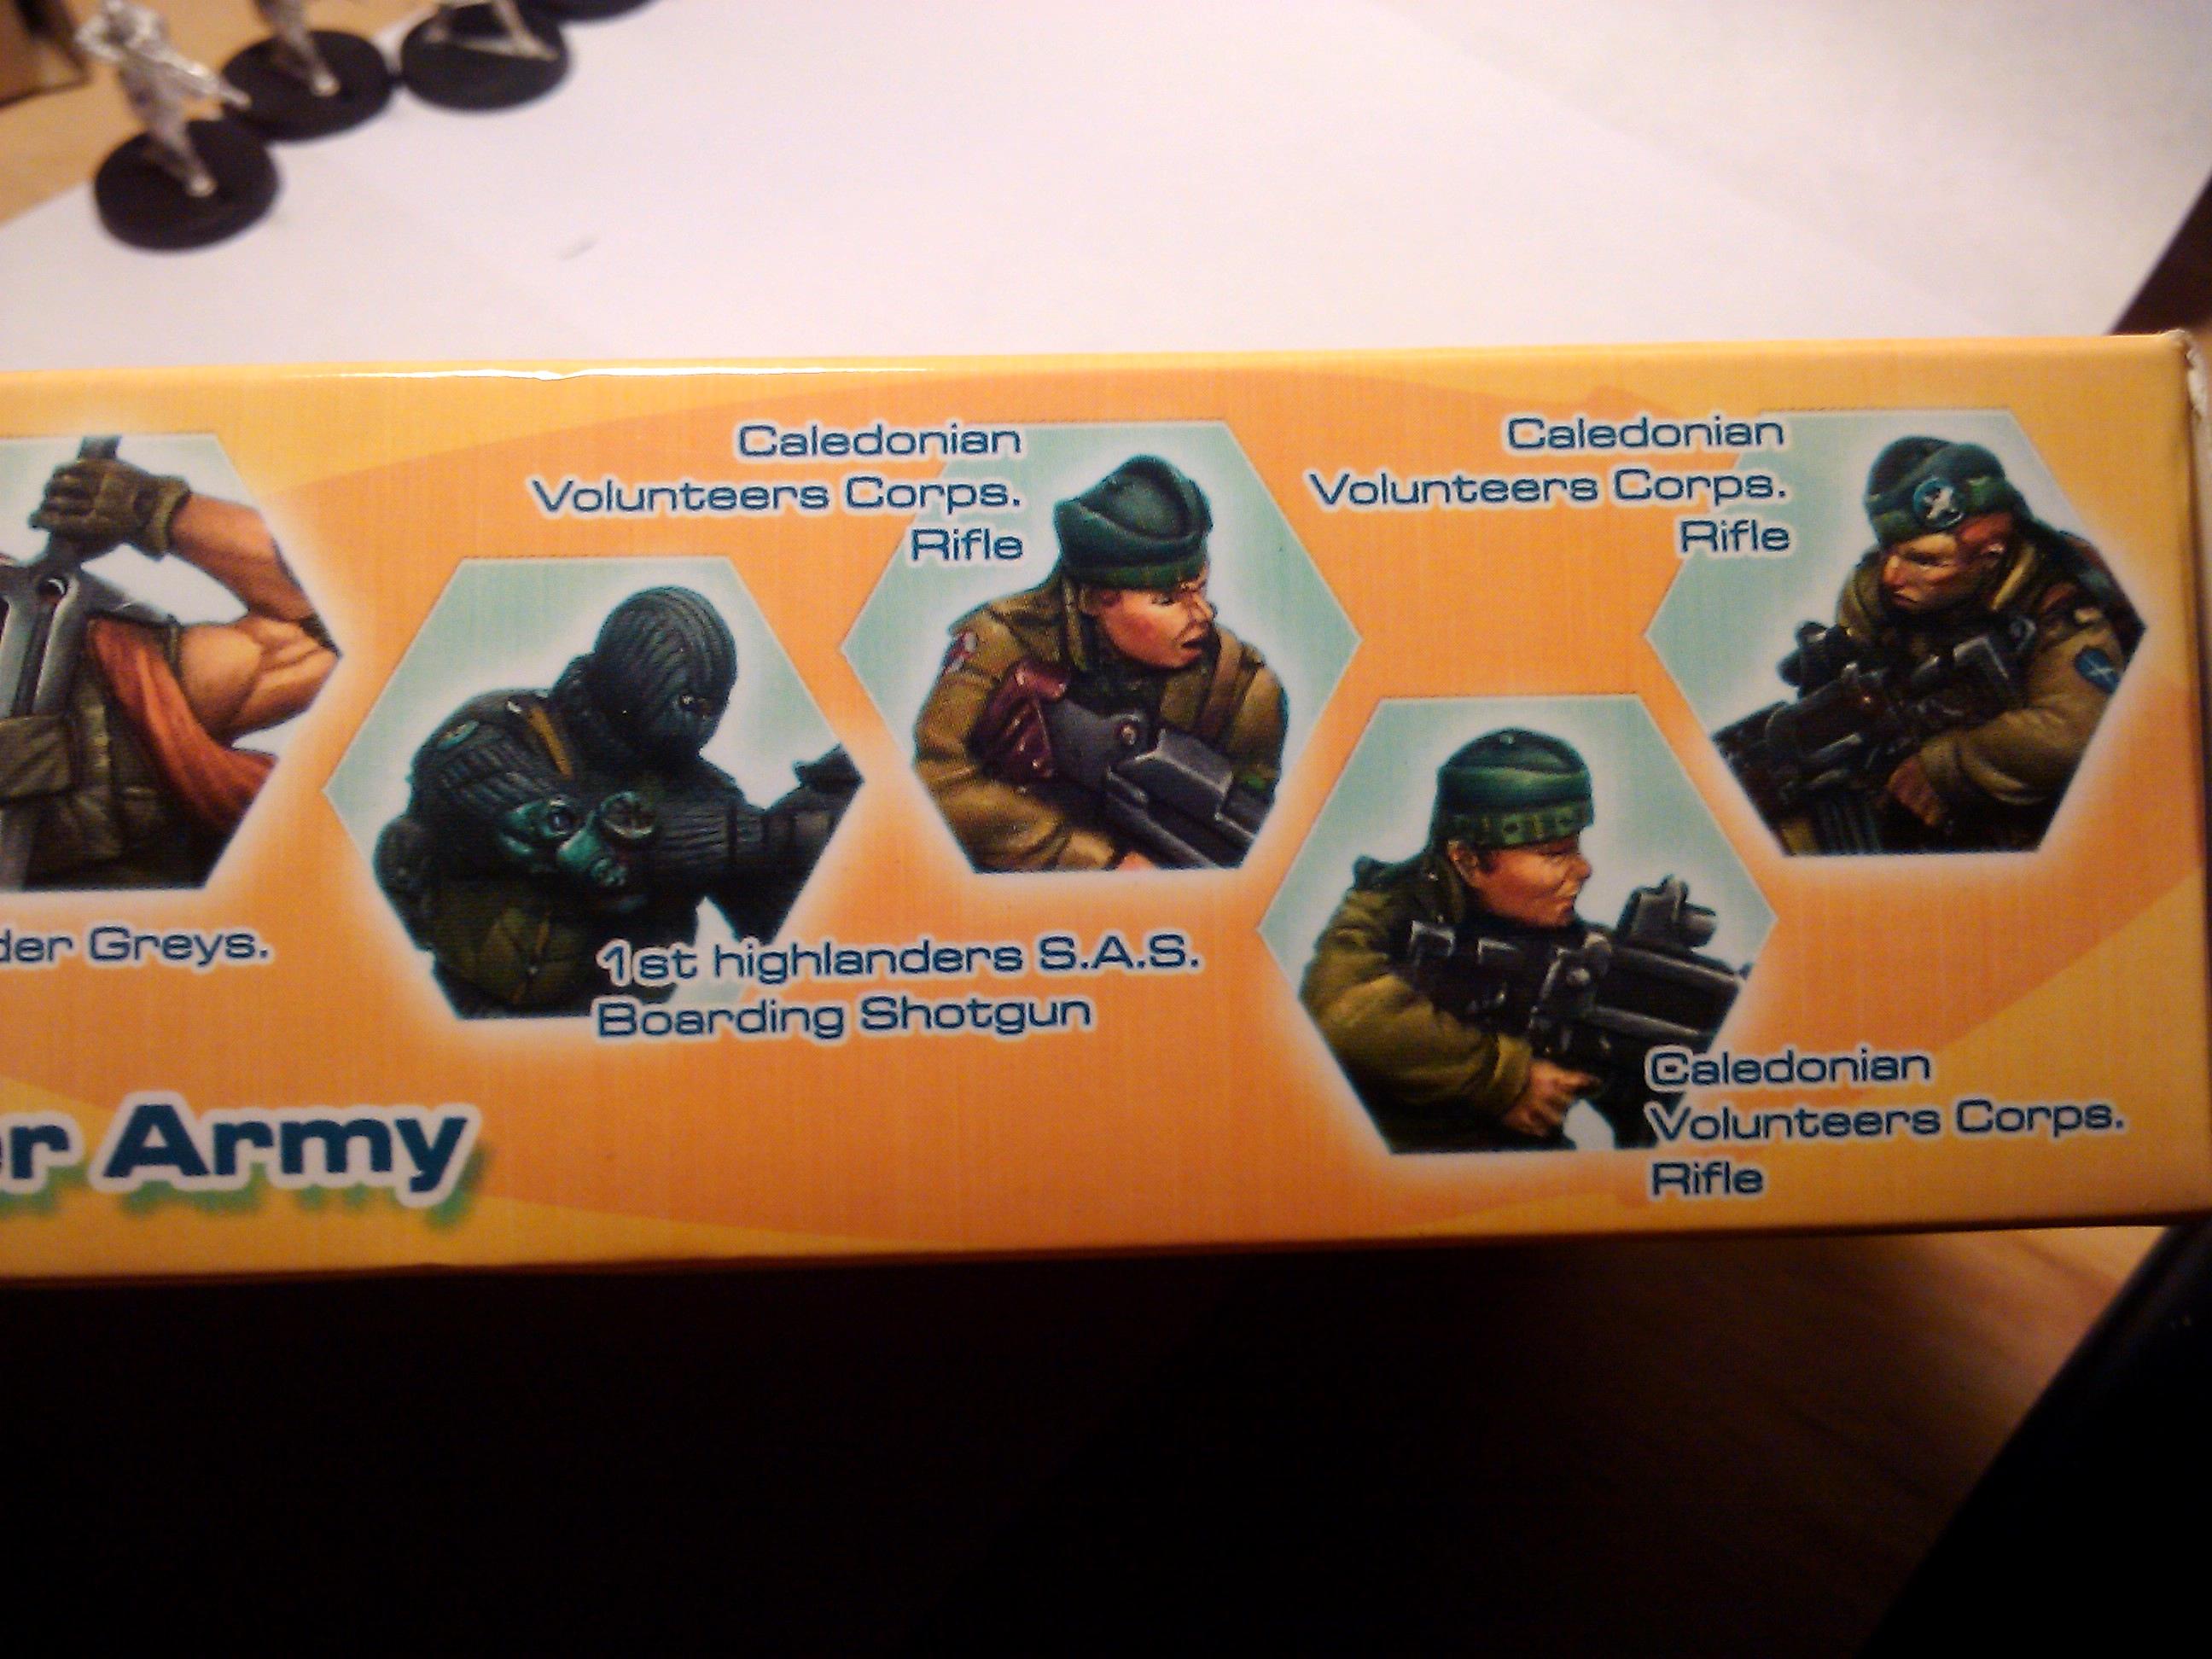 Caledonian
Volunteers Corps.
Rifle
Caledonian
Volunteers Corps.
Rifle
der Greys.
1st highlanders S.A.S.
Boarding Shotgun
Caledonian
Volunteers Corps.
Rifle
r Army